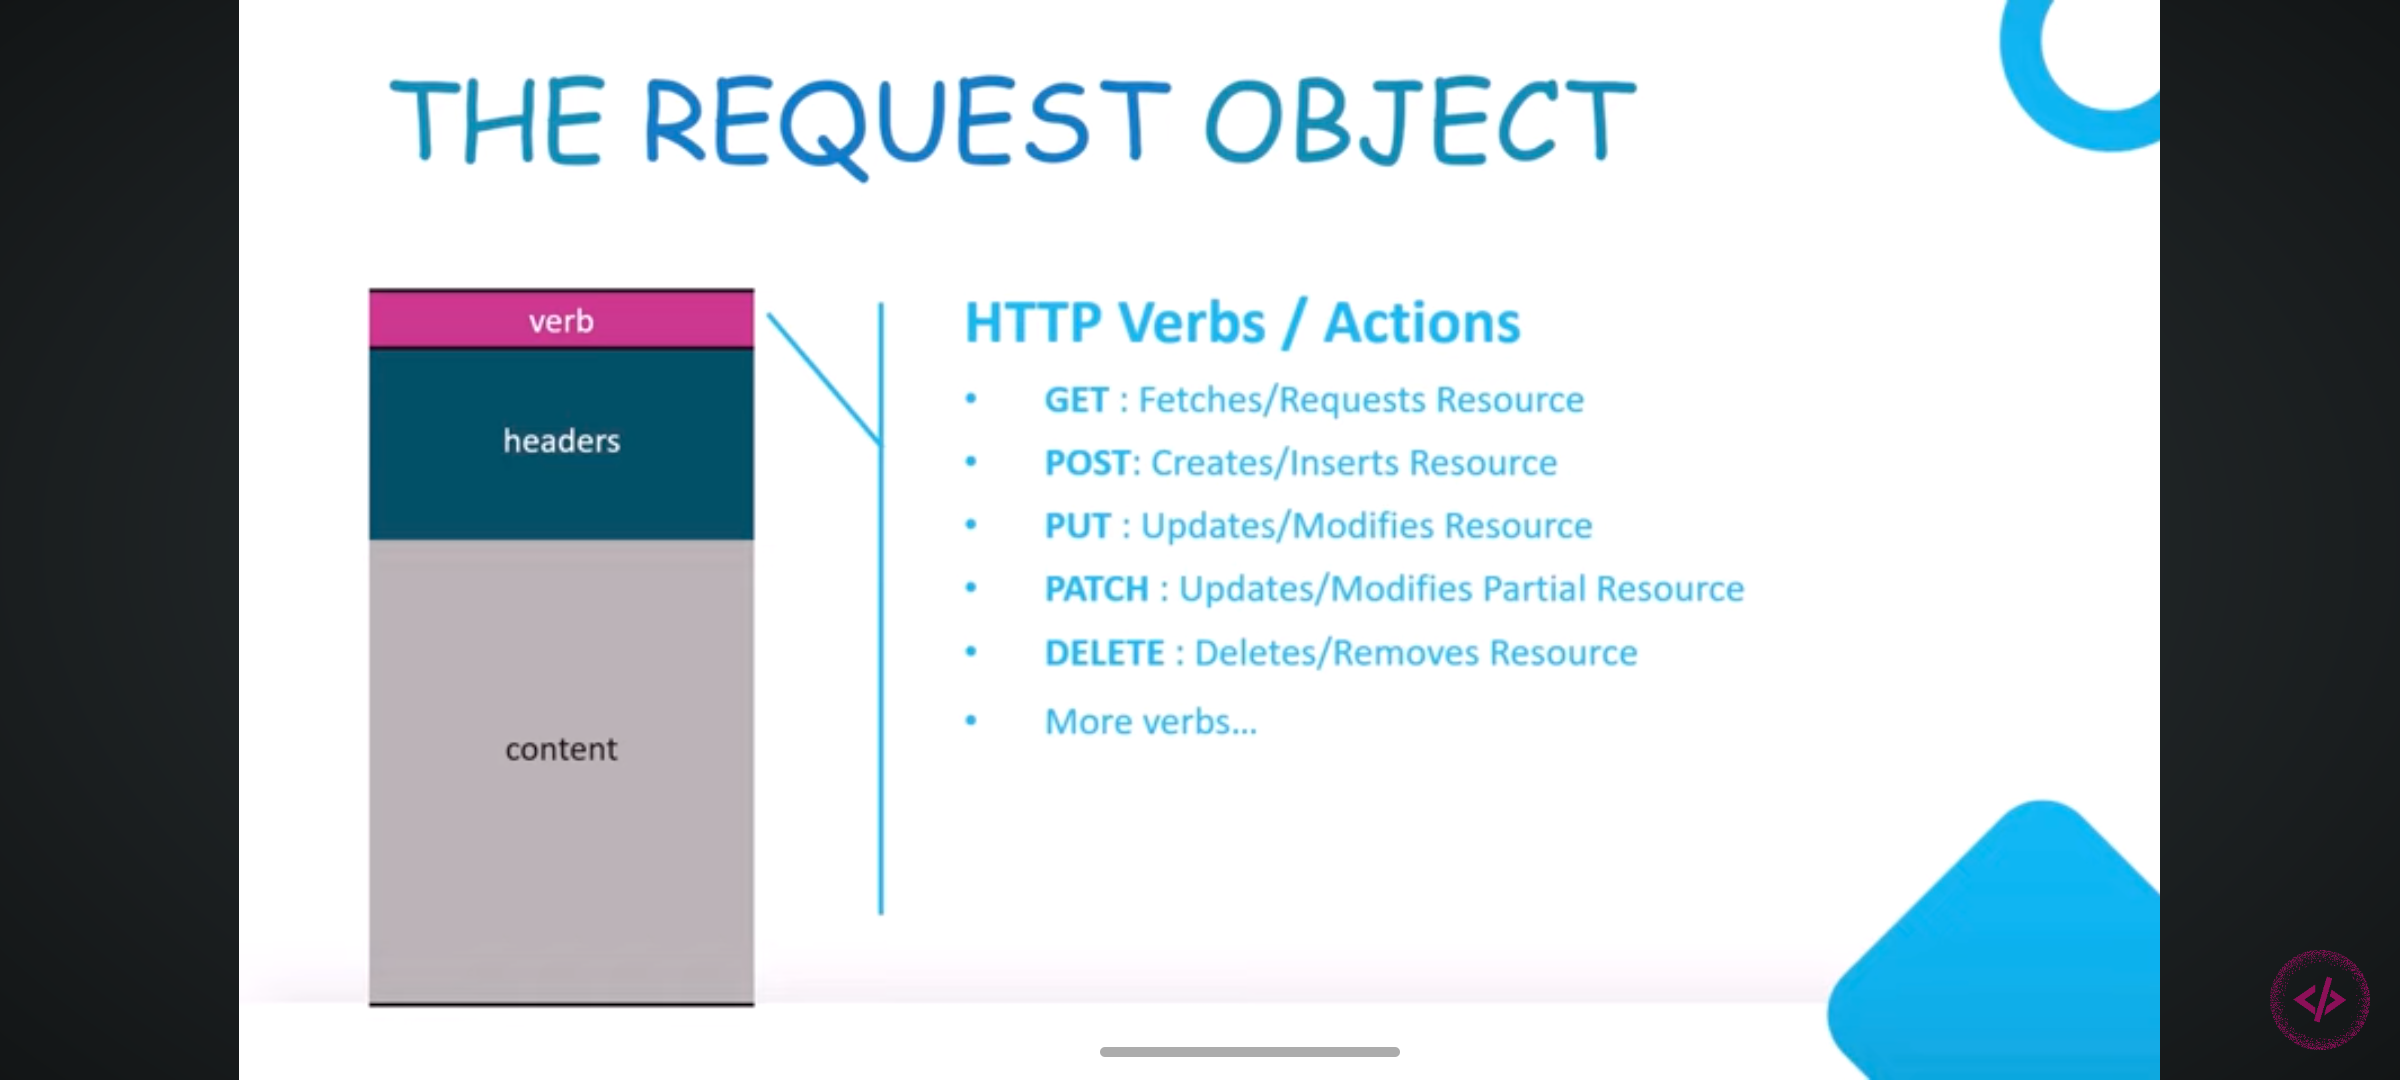 THE REQUEST OBJECT
verb
headers
content
HTTP Verbs / Actions
• GET : Fetches/Requests Resource
• POST: Creates/Inserts Resource
• PUT : Updates/Modifies Resource
• PATCH : Updates/Modifies Partial Resource
• DELETE : Deletes/Removes Resource
• More verbs...
</>